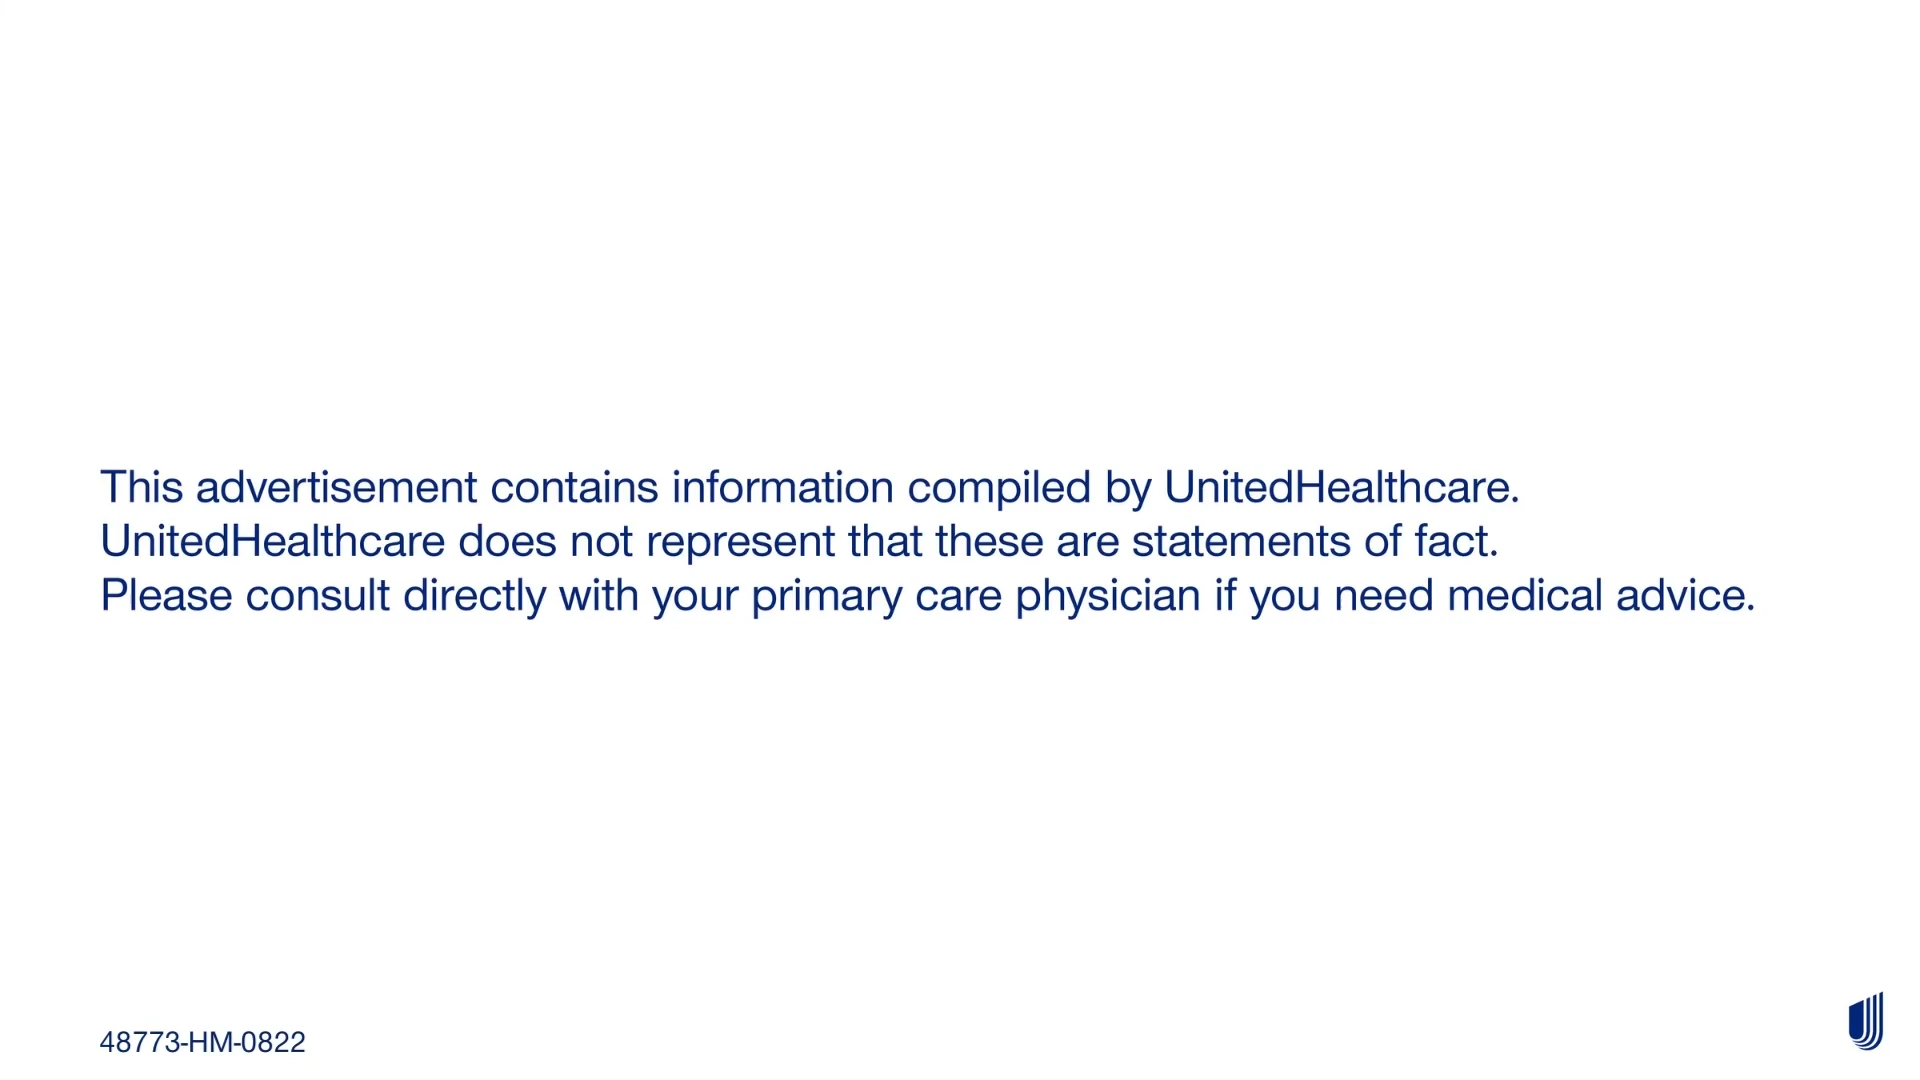 This advertisement contains information compiled by UnitedHealthcare.
UnitedHealthcare does not represent that these are statements of fact.
Please consult directly with your primary care physician if you need medical advice.
48773-HM-0822